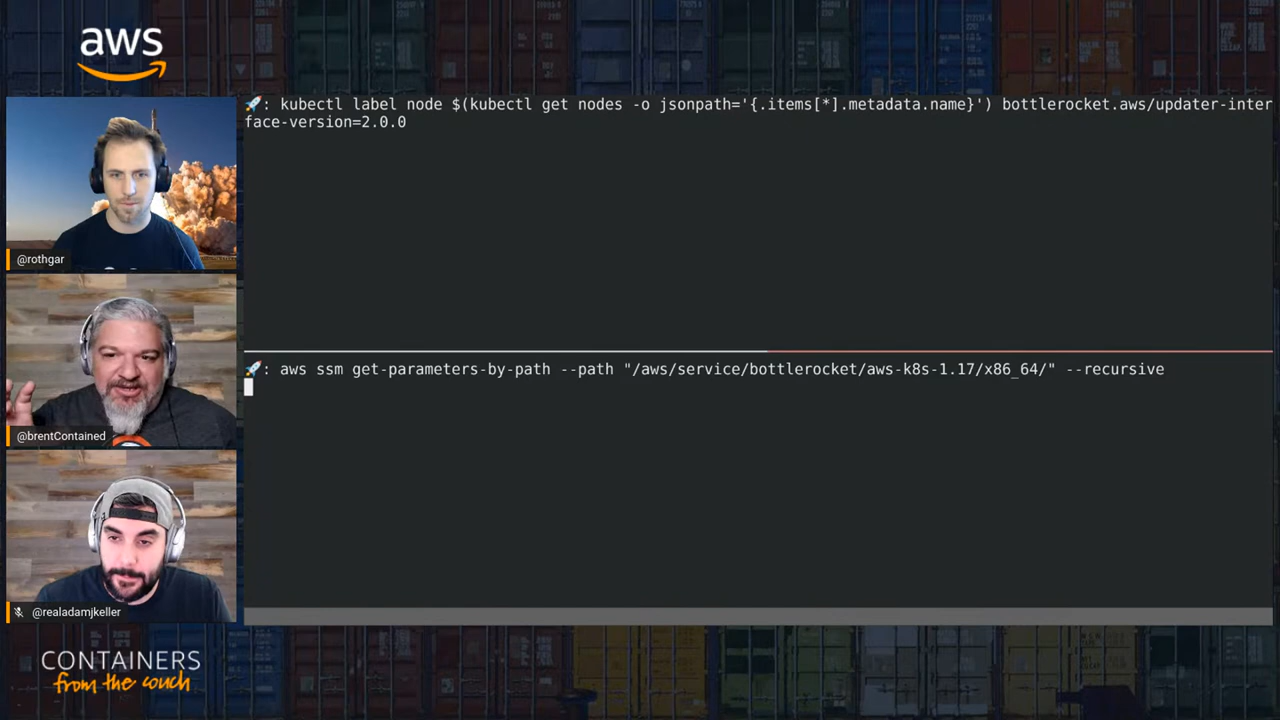 aws
🚀: kubectl label node $(kubectl get nodes -o jsonpath='{.items[*].metadata.name}') bottlerocket.aws/updater-inter
face-version=2.0.0
@rothgar
@brentContained
🚀: aws ssm get-parameters-by-path --path "/aws/service/bottlerocket/aws-k8s-1.17/x86_64/" --recursive
@realadamjkeller
CONTAINERS
from the couch